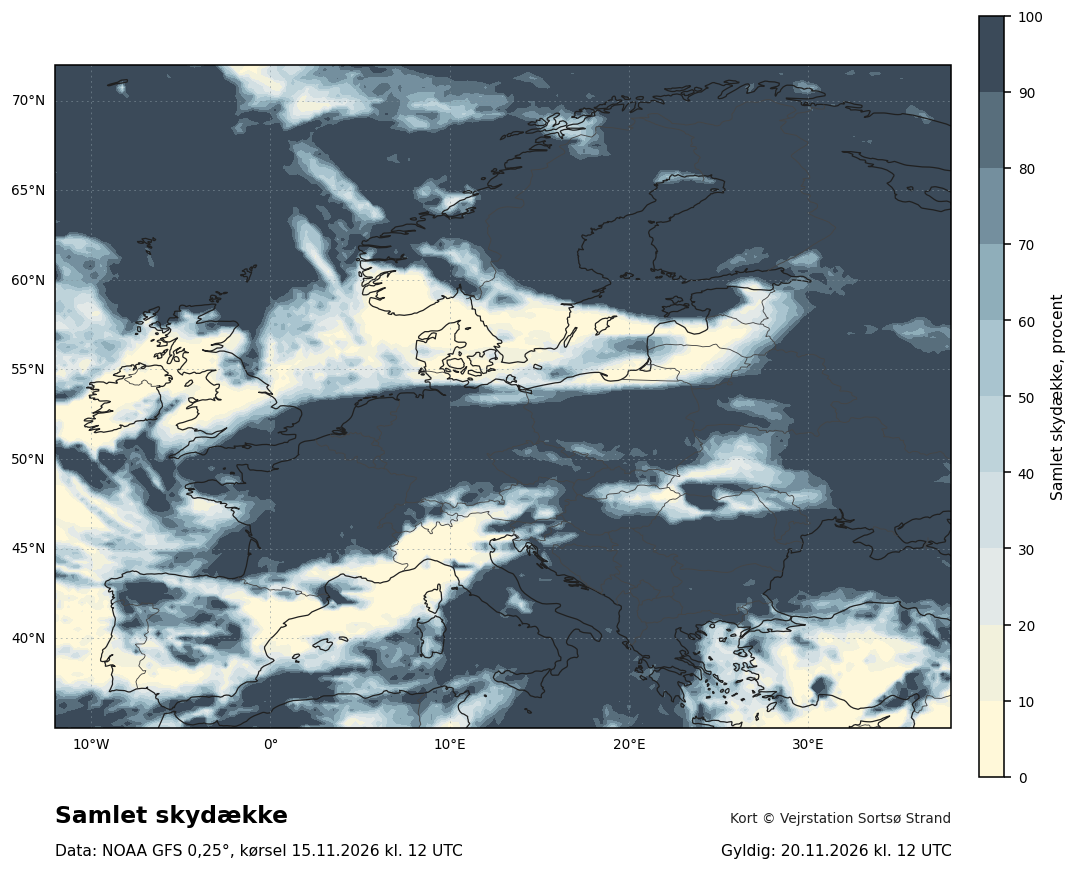 70°N
65°N
60°N
55°N
50°N
45°N
40°N
10°W 0° 10°E 20°E 30°E
100
90
80
70
60
50
40
30
20
10
0
Samlet skydække, procent
Samlet skydække
Kort © Vejrstation Sortsø Strand
Data: NOAA GFS 0,25°, kørsel 15.11.2026 kl. 12 UTC
Gyldig: 20.11.2026 kl. 12 UTC